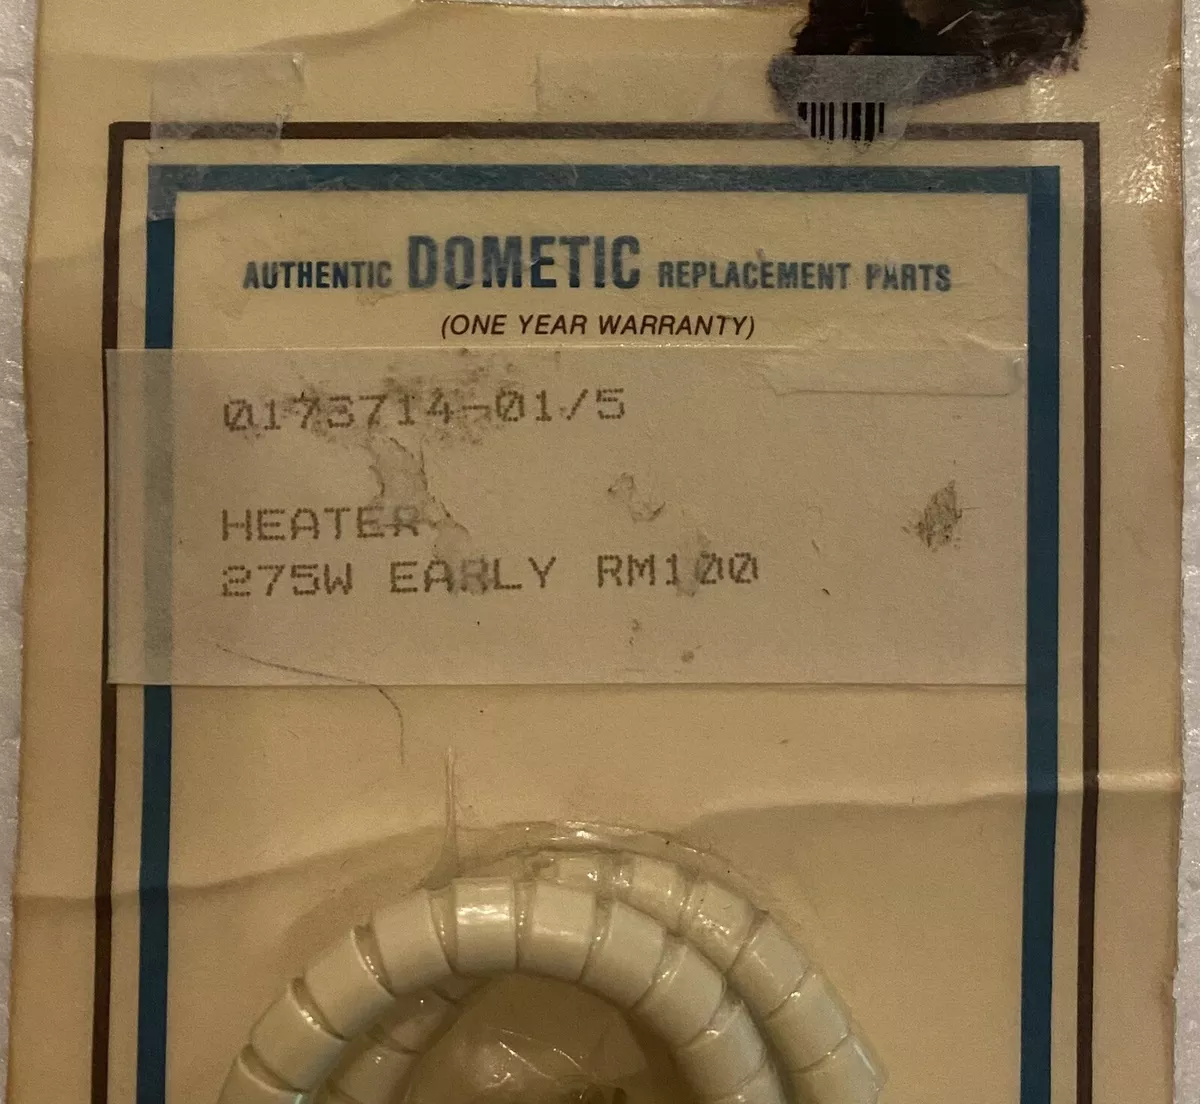 AUTHENTIC DOMETIC REPLACEMENT PARTS
(ONE YEAR WARRANTY)
0173714-01/5
HEATER
275W EARLY RM100